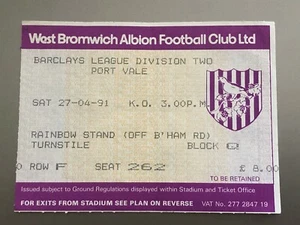 West Bromwich Albion Football Club Ltd
BARCLAYS LEAGUE DIVISION TWO
PORT VALE
SAT 27-04-91 K.O. 3.00P.M.
RAINBOW STAND (OFF B'HAM RD)
TURNSTILE BLOCK Q
O ROW F SEAT 262 £ 8.00
TO BE RETAINED
Issued subject to Ground Regulations displayed within Stadium and Ticket Office
FOR EXITS FROM STADIUM SEE PLAN ON REVERSE VAT No. 277 2847 19